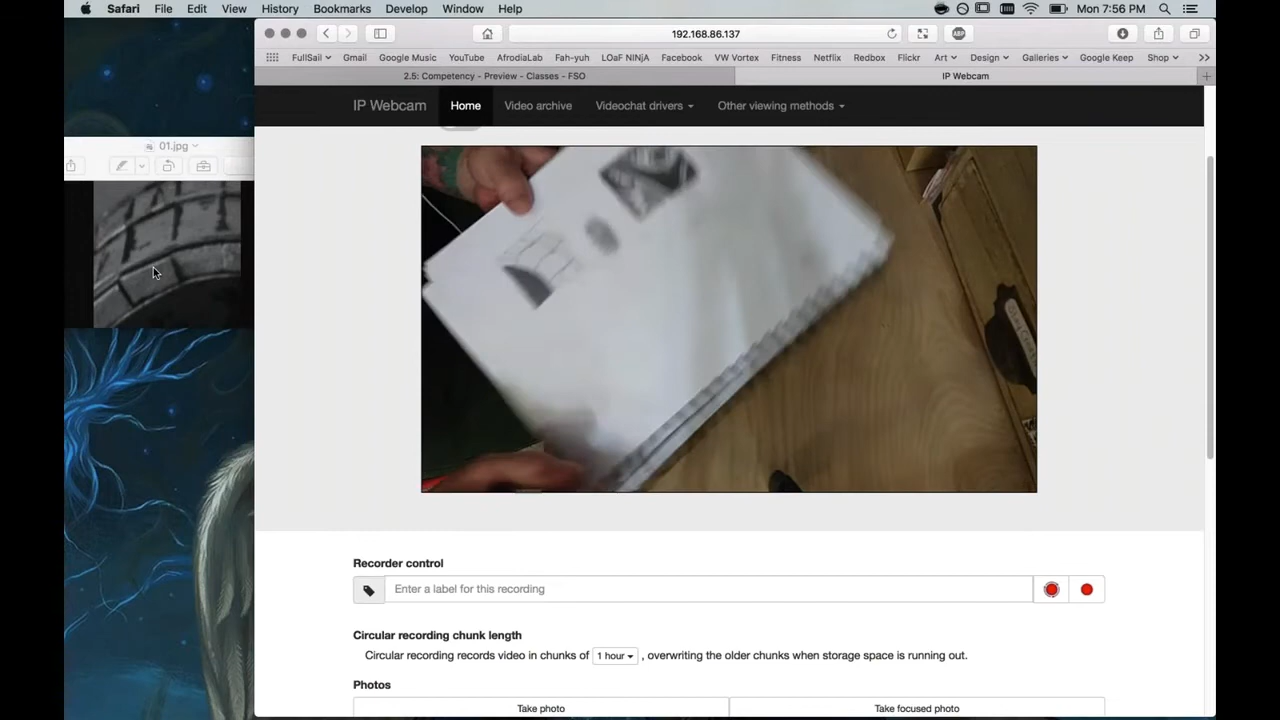 Safari File Edit View History Bookmarks Develop Window Help Mon 7:56 PM
192.168.86.137
FullSail Gmail Google Music YouTube AfrodiaLab Fah-yuh LOaF NINjA Facebook VW Vortex Fitness Netflix Redbox Flickr Art Design Galleries Google Keep Shop
2.5: Competency - Preview - Classes - FSO IP Webcam
IP Webcam Home Video archive Videochat drivers Other viewing methods
01.jpg
ABP
Recorder control
Enter a label for this recording
Circular recording chunk length
Circular recording records video in chunks of 1 hour , overwriting the older chunks when storage space is running out.
Photos
Take photo Take focused photo